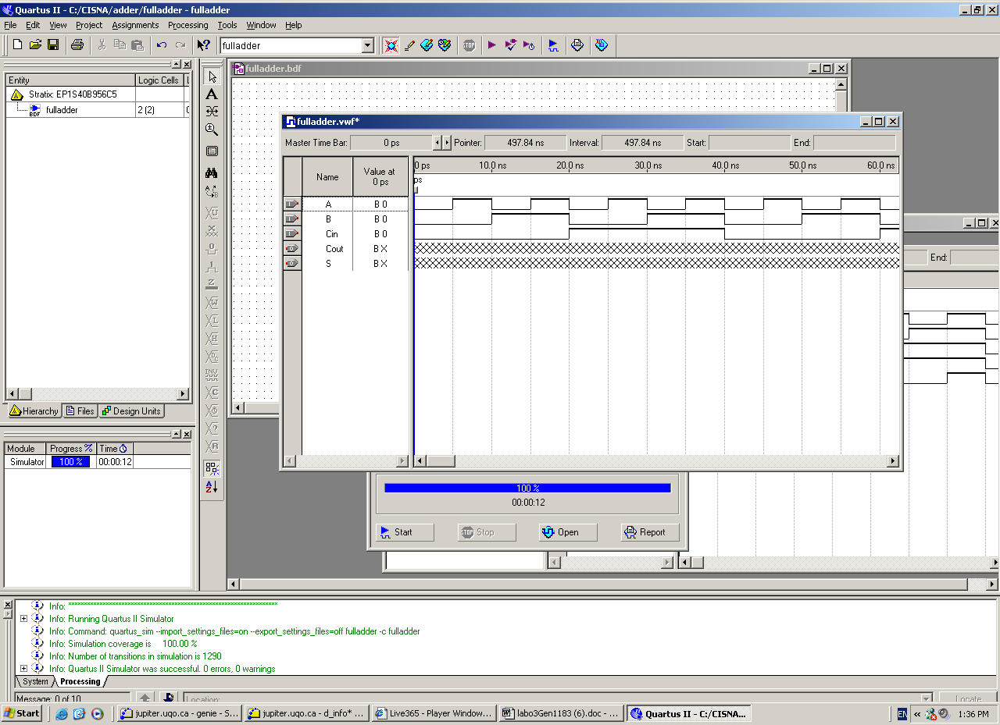 Quartus II - C:/CISNA/adder/fulladder - fulladder
File Edit View Project Assignments Processing Tools Window Help
fulladder
STOP
Entity Logic Cells
Stratix: EP1S40B956C5
BDF fulladder 2 (2)
Hierarchy Files Design Units
Module Progress % Time
Simulator 100 % 00:00:12
fulladder.bdf
fulladder.vwf*
Master Time Bar: 0 ps Pointer: 497.84 ns Interval: 497.84 ns Start: End:
Name Value at 0 ps
0 ps 10.0 ns 20.0 ns 30.0 ns 40.0 ns 50.0 ns 60.0 ns
ps
A B 0
B B 0
Cin B 0
Cout B X
S B X
End:
100 %
00:00:12
Start STOP Stop Open Report
Info: Running Quartus II Simulator
Info: Command: quartus_sim --import_settings_files=on --export_settings_files=off fulladder -c fulladder
Info: Simulation coverage is 100.00 %
Info: Number of transitions in simulation is 1290
Info: Quartus II Simulator was successful. 0 errors, 0 warnings
System Processing
Message: 0 of 10 Location: Locate
Start jupiter.uqo.ca - genie - S... jupiter.uqo.ca - d_info* ... Live365 - Player Window... labo3Gen1183 (6).doc - ... Quartus II - C:/CISNA... EN « 1:36 PM